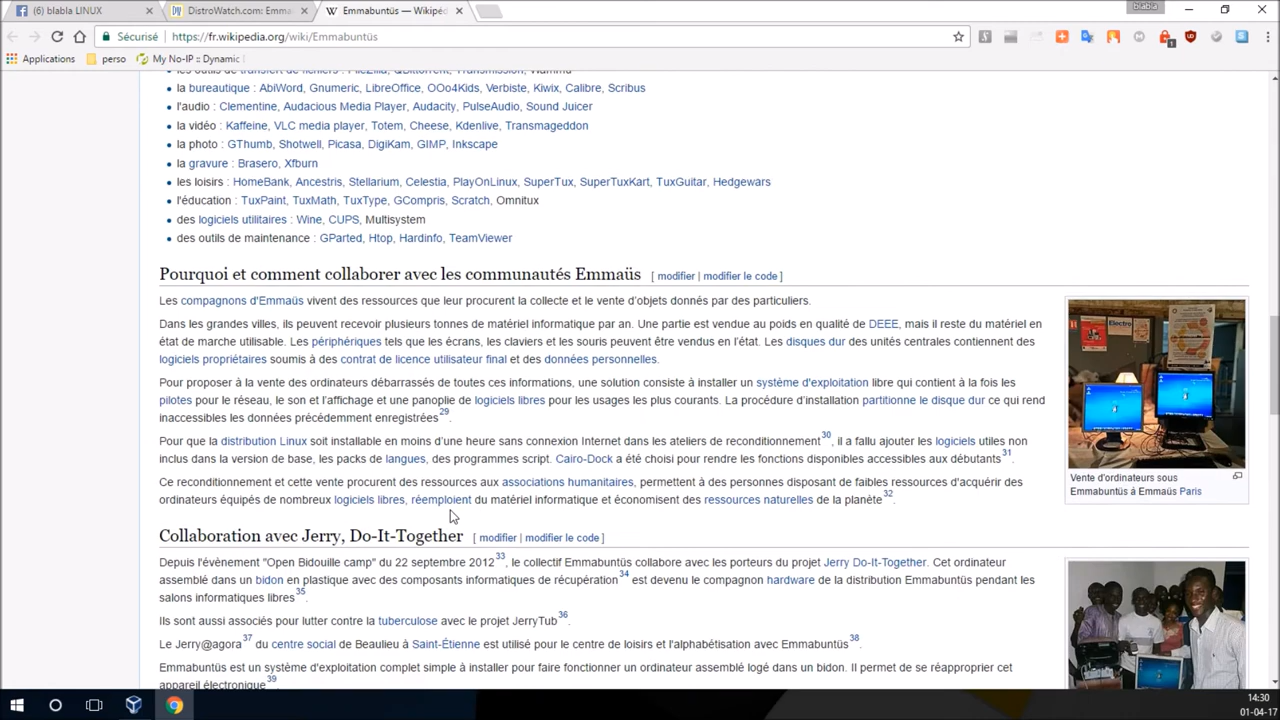 (6) blabla LINUX
DistroWatch.com: Emma
Emmabuntüs — Wikipéd
blabla
Sécurisé
https://fr.wikipedia.org/wiki/Emmabuntüs
Applications
perso
My No-IP :: Dynamic
les outils de transfert de fichiers : FileZilla, QBittorrent, Transmission, Wammu
la bureautique : AbiWord, Gnumeric, LibreOffice, OOo4Kids, Verbiste, Kiwix, Calibre, Scribus
l'audio : Clementine, Audacious Media Player, Audacity, PulseAudio, Sound Juicer
la vidéo : Kaffeine, VLC media player, Totem, Cheese, Kdenlive, Transmageddon
la photo : GThumb, Shotwell, Picasa, DigiKam, GIMP, Inkscape
la gravure : Brasero, Xfburn
les loisirs : HomeBank, Ancestris, Stellarium, Celestia, PlayOnLinux, SuperTux, SuperTuxKart, TuxGuitar, Hedgewars
l'éducation : TuxPaint, TuxMath, TuxType, GCompris, Scratch, Omnitux
des logiciels utilitaires : Wine, CUPS, Multisystem
des outils de maintenance : GParted, Htop, Hardinfo, TeamViewer
Pourquoi et comment collaborer avec les communautés Emmaüs [ modifier | modifier le code ]
Les compagnons d'Emmaüs vivent des ressources que leur procurent la collecte et le vente d'objets donnés par des particuliers.
Dans les grandes villes, ils peuvent recevoir plusieurs tonnes de matériel informatique par an. Une partie est vendue au poids en qualité de DEEE, mais il reste du matériel en
état de marche utilisable. Les périphériques tels que les écrans, les claviers et les souris peuvent être vendus en l'état. Les disques dur des unités centrales contiennent des
logiciels propriétaires soumis à des contrat de licence utilisateur final et des données personnelles.
Pour proposer à la vente des ordinateurs débarrassés de toutes ces informations, une solution consiste à installer un système d'exploitation libre qui contient à la fois les
pilotes pour le réseau, le son et l'affichage et une panoplie de logiciels libres pour les usages les plus courants. La procédure d'installation partitionne le disque dur ce qui rend
inaccessibles les données précédemment enregistrées29.
Pour que la distribution Linux soit installable en moins d'une heure sans connexion Internet dans les ateliers de reconditionnement30, il a fallu ajouter les logiciels utiles non
inclus dans la version de base, les packs de langues, des programmes script. Cairo-Dock a été choisi pour rendre les fonctions disponibles accessibles aux débutants31.
Ce reconditionnement et cette vente procurent des ressources aux associations humanitaires, permettent à des personnes disposant de faibles ressources d'acquérir des
ordinateurs équipés de nombreux logiciels libres, réemploient du matériel informatique et économisent des ressources naturelles de la planète32.
Electro
Vente d'ordinateurs sous
Emmabuntüs à Emmaüs Paris
Collaboration avec Jerry, Do-It-Together [ modifier | modifier le code ]
Depuis l'évènement "Open Bidouille camp" du 22 septembre 201233, le collectif Emmabuntüs collabore avec les porteurs du projet Jerry Do-It-Together. Cet ordinateur
assemblé dans un bidon en plastique avec des composants informatiques de récupération34 est devenu le compagnon hardware de la distribution Emmabuntüs pendant les
salons informatiques libres35.
Ils sont aussi associés pour lutter contre la tuberculose avec le projet JerryTub36.
Le Jerry@agora37 du centre social de Beaulieu à Saint-Étienne est utilisé pour le centre de loisirs et l'alphabétisation avec Emmabuntüs38.
Emmabuntüs est un système d'exploitation complet simple à installer pour faire fonctionner un ordinateur assemblé logé dans un bidon. Il permet de se réapproprier cet
appareil électronique39.
14:30
01-04-17